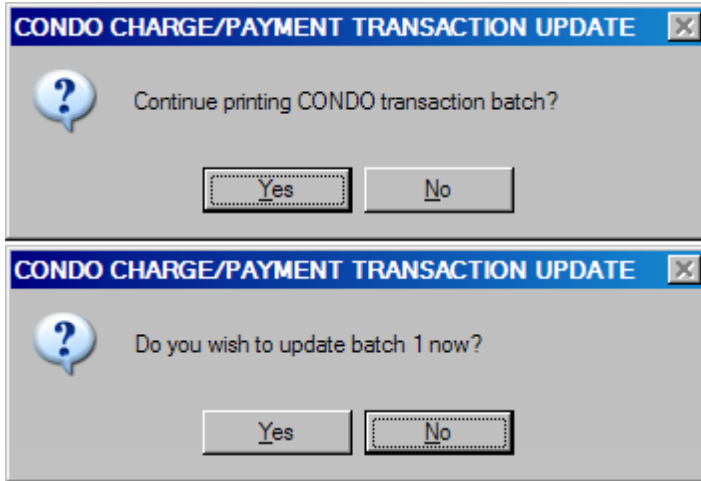 CONDO CHARGE/PAYMENT TRANSACTION UPDATE
Continue printing CONDO transaction batch?
Yes No
CONDO CHARGE/PAYMENT TRANSACTION UPDATE
Do you wish to update batch 1 now?
Yes No